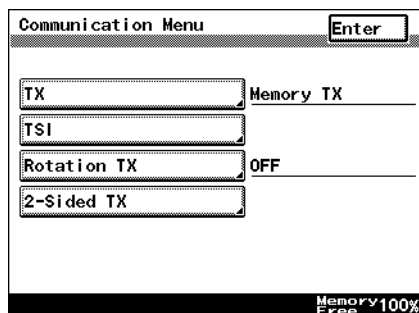 Communication Menu
Enter
TX
Memory TX
TSI
Rotation TX
OFF
2-Sided TX
Memory
Free
100%